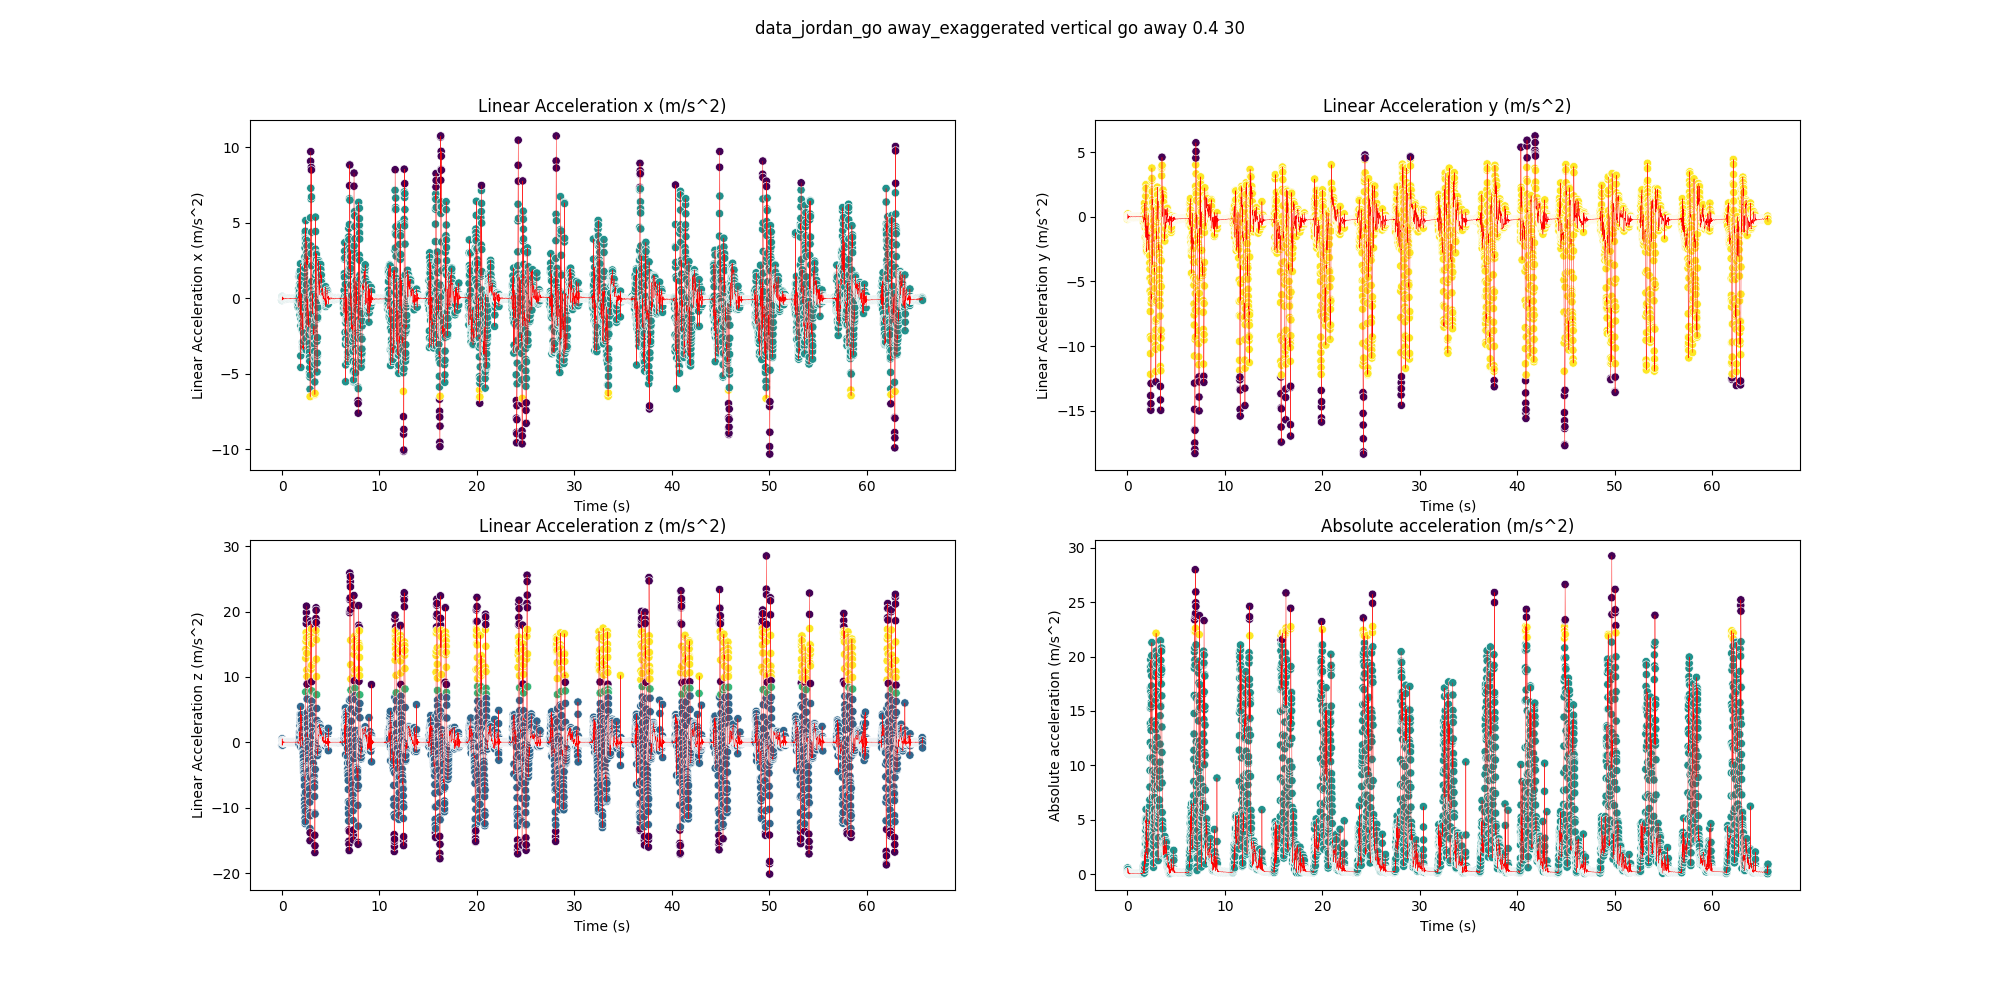 data_jordan_go away_exaggerated vertical go away 0.4 30
Linear Acceleration x (m/s^2)
Linear Acceleration x (m/s^2)
10
5
0
−5
−10
0 10 20 30 40 50 60
Time (s)
Linear Acceleration y (m/s^2)
Linear Acceleration y (m/s^2)
5
0
−5
−10
−15
0 10 20 30 40 50 60
Time (s)
Linear Acceleration z (m/s^2)
Linear Acceleration z (m/s^2)
30
20
10
0
−10
−20
0 10 20 30 40 50 60
Time (s)
Absolute acceleration (m/s^2)
Absolute acceleration (m/s^2)
30
25
20
15
10
5
0
0 10 20 30 40 50 60
Time (s)